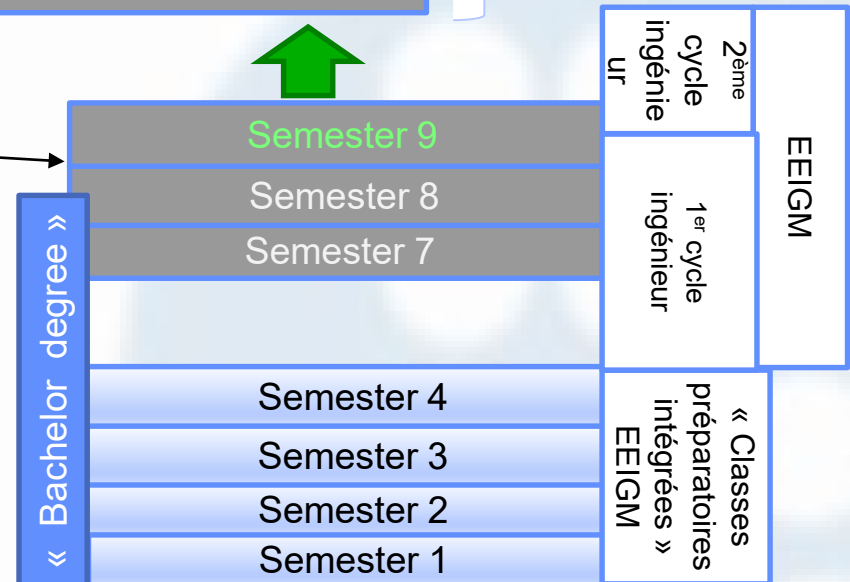 Semester 9
Semester 8
Semester 7
Semester 4
Semester 3
Semester 2
Semester 1
« Bachelor degree »
2ème
cycle
ingénie
ur
1er cycle
ingénieur
EEIGM
« Classes
préparatoires
intégrées »
EEIGM